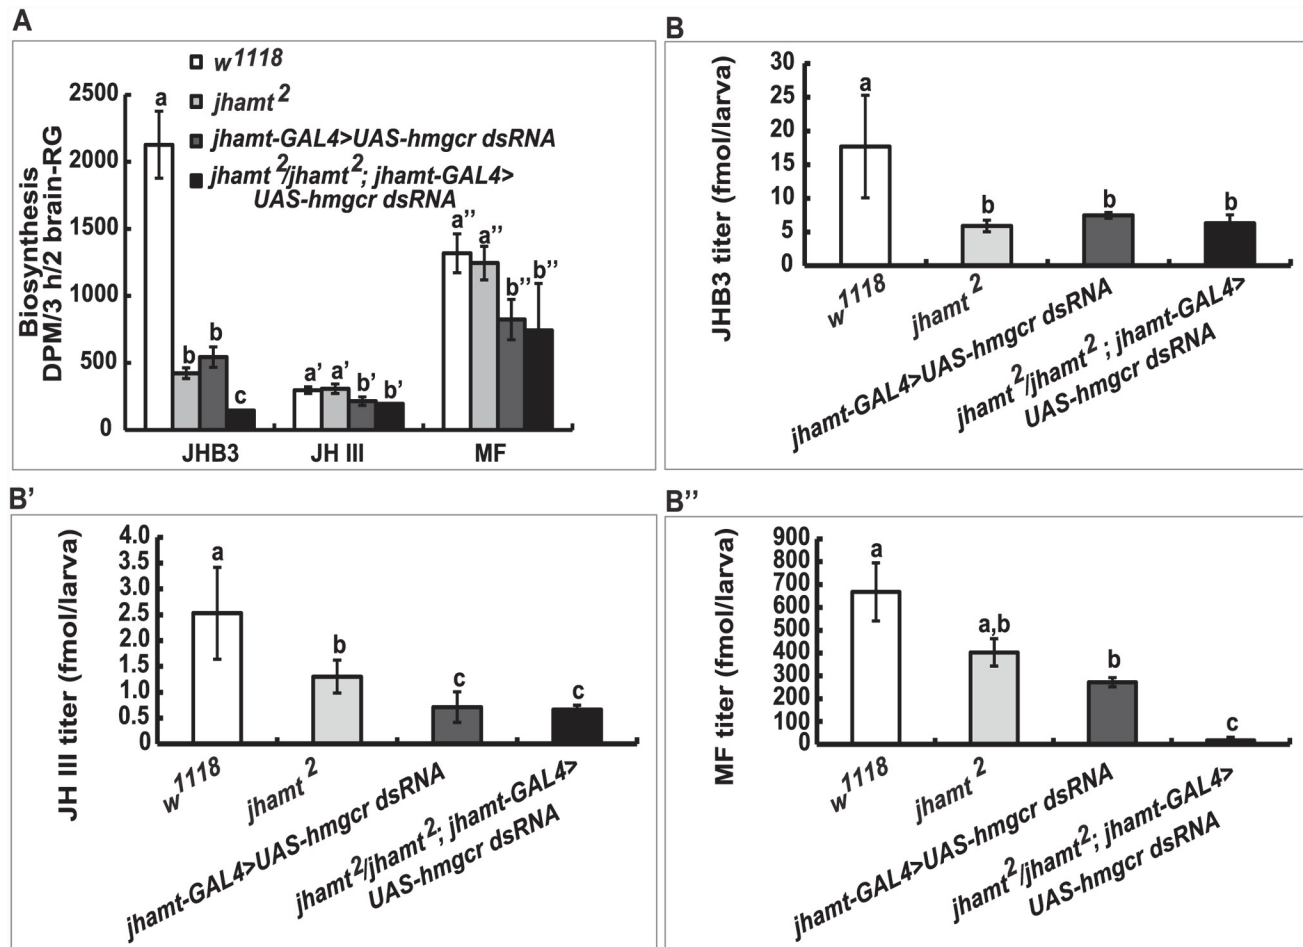 A
w1118
jhamt2
jhamt-GAL4>UAS-hmgcr dsRNA
jhamt2/jhamt2; jhamt-GAL4>
UAS-hmgcr dsRNA
Biosynthesis
DPM/3 h/2 brain-RG
2500
2000
1500
1000
500
0
a
b
b
c
a’
a’
b’
b’
a’’
a’’
b’’
b’’
JHB3
JH III
MF
B
JHB3 titer (fmol/larva)
30
25
20
15
10
5
0
a
b
b
b
w1118
jhamt2
jhamt-GAL4>UAS-hmgcr dsRNA
jhamt2/jhamt2; jhamt-GAL4>
UAS-hmgcr dsRNA
B’
JH III titer (fmol/larva)
4.0
3.5
3.0
2.5
2.0
1.5
1.0
0.5
0
a
b
c
c
w1118
jhamt2
jhamt-GAL4>UAS-hmgcr dsRNA
jhamt2/jhamt2; jhamt-GAL4>
UAS-hmgcr dsRNA
B’’
MF titer (fmol/larva)
900
800
700
600
500
400
300
200
100
0
a
a,b
b
c
w1118
jhamt2
jhamt-GAL4>UAS-hmgcr dsRNA
jhamt2/jhamt2; jhamt-GAL4>
UAS-hmgcr dsRNA